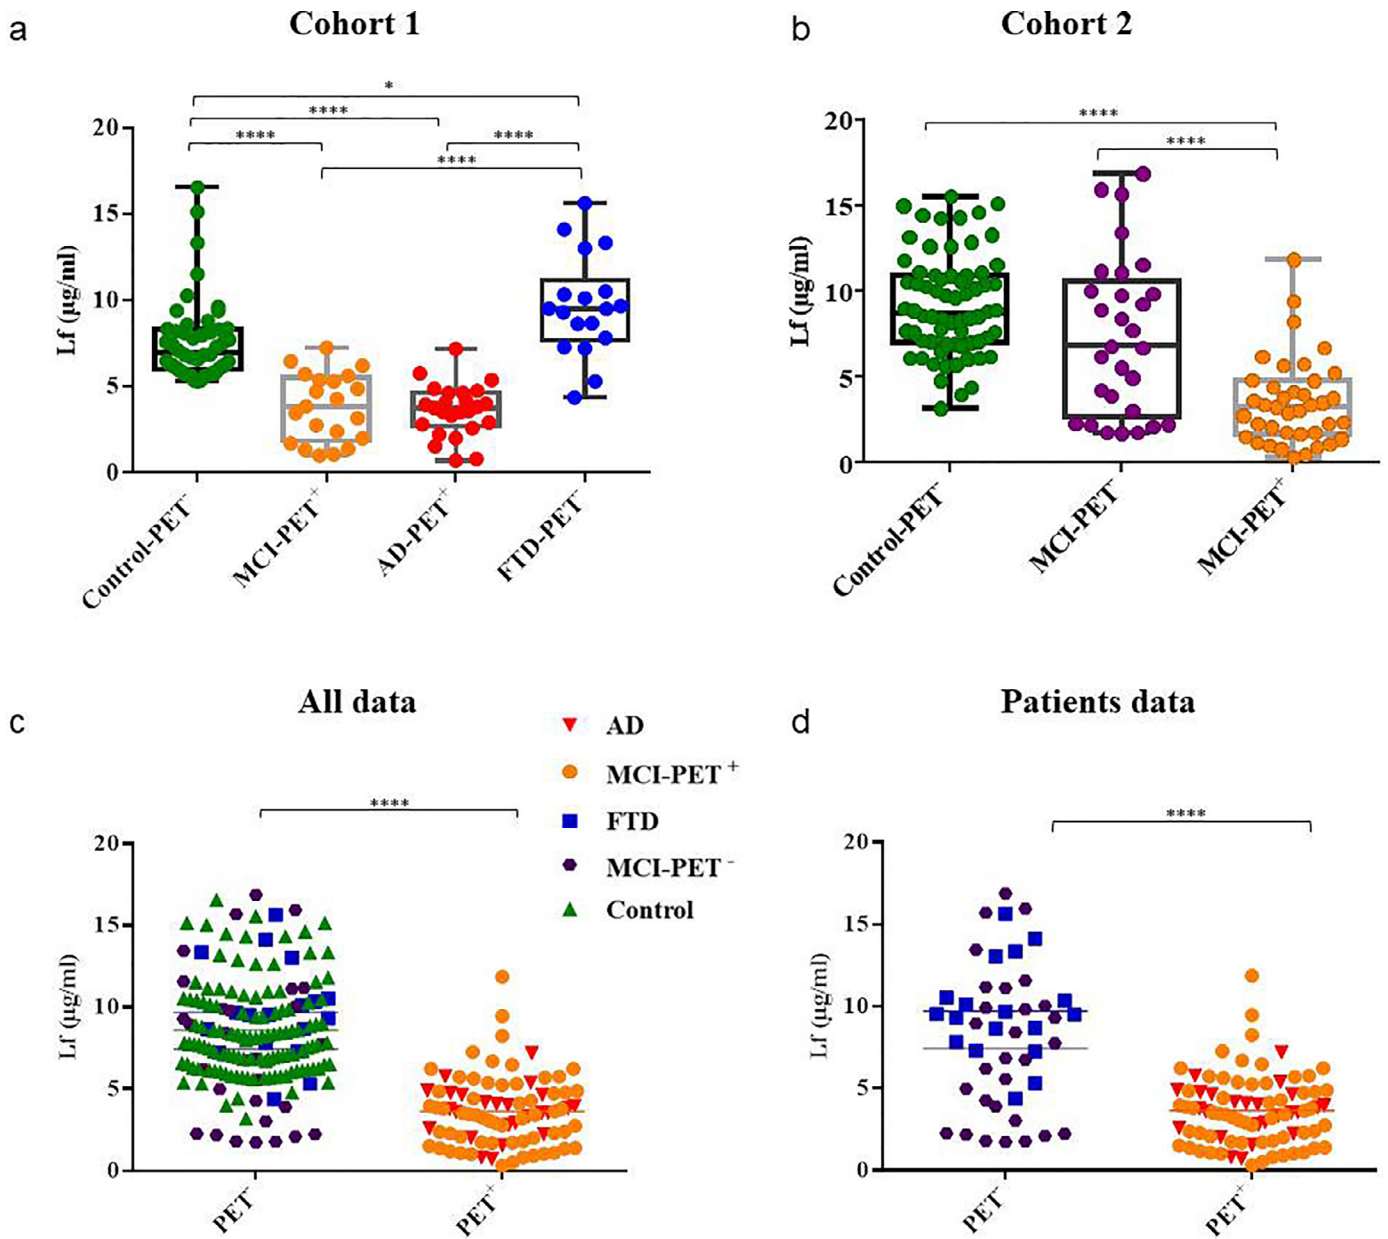 a
Cohort 1
*
****
****
****
****
20
15
10
5
0
Lf (µg/ml)
Control-PET⁻
MCI-PET⁺
AD-PET⁺
FTD-PET⁻
b
Cohort 2
****
****
20
15
10
5
0
Lf (µg/ml)
Control-PET⁻
MCI-PET⁻
MCI-PET⁺
c
All data
****
20
15
10
5
0
Lf (µg/ml)
PET⁻
PET⁺
AD
MCI-PET ⁺
FTD
MCI-PET ⁻
Control
d
Patients data
****
20
15
10
5
0
Lf (µg/ml)
PET⁻
PET⁺